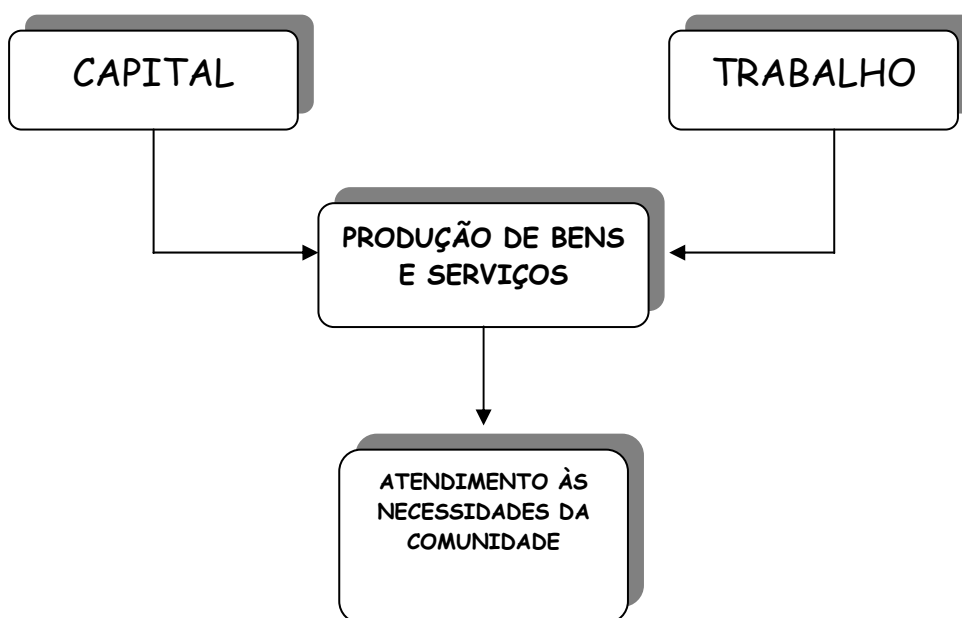 CAPITAL
TRABALHO
PRODUÇÃO DE BENS
E SERVIÇOS
ATENDIMENTO ÀS
NECESSIDADES DA
COMUNIDADE